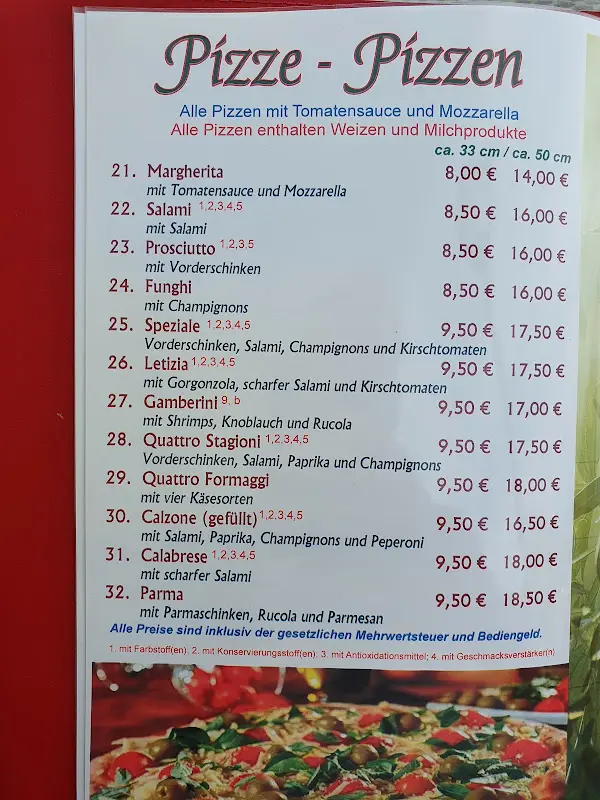 Pizze - Pizzen
Alle Pizzen mit Tomatensauce und Mozzarella
Alle Pizzen enthalten Weizen und Milchprodukte
ca. 33 cm / ca. 50 cm
21. Margherita 8,00 € 14,00 €
mit Tomatensauce und Mozzarella
22. Salami 1,2,3,4,5 8,50 € 16,00 €
mit Salami
23. Prosciutto 1,2,3,5 8,50 € 16,00 €
mit Vorderschinken
24. Funghi 8,50 € 16,00 €
mit Champignons
25. Speziale 1,2,3,4,5 9,50 € 17,50 €
Vorderschinken, Salami, Champignons und Kirschtomaten
26. Letizia 1,2,3,4,5 9,50 € 17,50 €
mit Gorgonzola, scharfer Salami und Kirschtomaten
27. Gamberini 9, b 9,50 € 17,00 €
mit Shrimps, Knoblauch und Rucola
28. Quattro Stagioni 1,2,3,4,5 9,50 € 17,50 €
Vorderschinken, Salami, Paprika und Champignons
29. Quattro Formaggi 9,50 € 18,00 €
mit vier Käsesorten
30. Calzone (gefüllt) 1,2,3,4,5 9,50 € 16,50 €
mit Salami, Paprika, Champignons und Peperoni
31. Calabrese 1,2,3,4,5 9,50 € 18,00 €
mit scharfer Salami
32. Parma 9,50 € 18,50 €
mit Parmaschinken, Rucola und Parmesan
Alle Preise sind inklusiv der gesetzlichen Mehrwertsteuer und Bediengeld.
1. mit Farbstoff(en); 2. mit Konservierungsstoff(en); 3. mit Antioxidationsmittel; 4. mit Geschmacksverstärker(n)